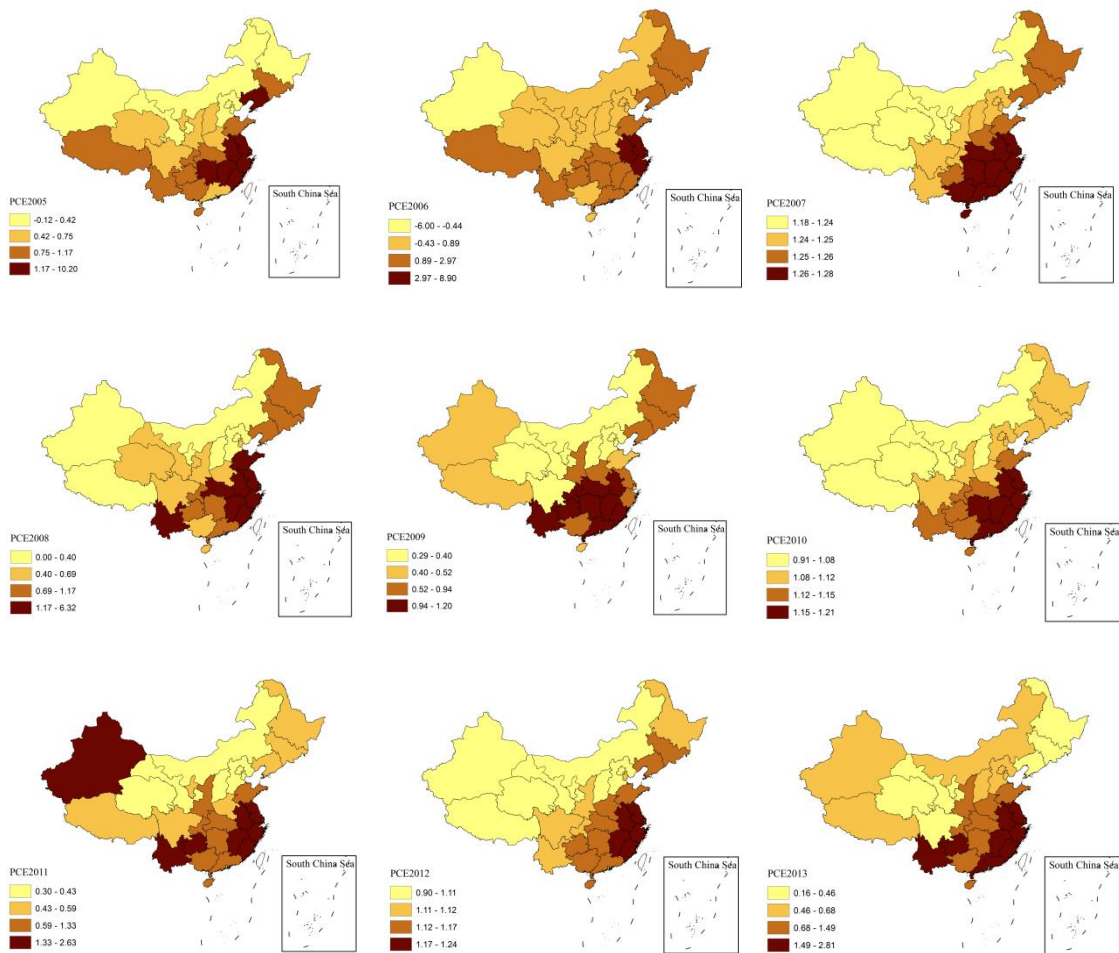 South China Sea
PCE2005
-0.12 - 0.42
0.42 - 0.75
0.75 - 1.17
1.17 - 10.20
South China Sea
PCE2006
-6.00 - -0.44
-0.43 - 0.89
0.89 - 2.97
2.97 - 8.90
South China Sea
PCE2007
1.18 - 1.24
1.24 - 1.25
1.25 - 1.26
1.26 - 1.28
South China Sea
PCE2008
0.00 - 0.40
0.40 - 0.69
0.69 - 1.17
1.17 - 6.32
South China Sea
PCE2009
0.29 - 0.40
0.40 - 0.52
0.52 - 0.94
0.94 - 1.20
South China Sea
PCE2010
0.91 - 1.08
1.08 - 1.12
1.12 - 1.15
1.15 - 1.21
South China Sea
PCE2011
0.30 - 0.43
0.43 - 0.59
0.59 - 1.33
1.33 - 2.63
South China Sea
PCE2012
0.90 - 1.11
1.11 - 1.12
1.12 - 1.17
1.17 - 1.24
South China Sea
PCE2013
0.16 - 0.46
0.46 - 0.68
0.68 - 1.49
1.49 - 2.81